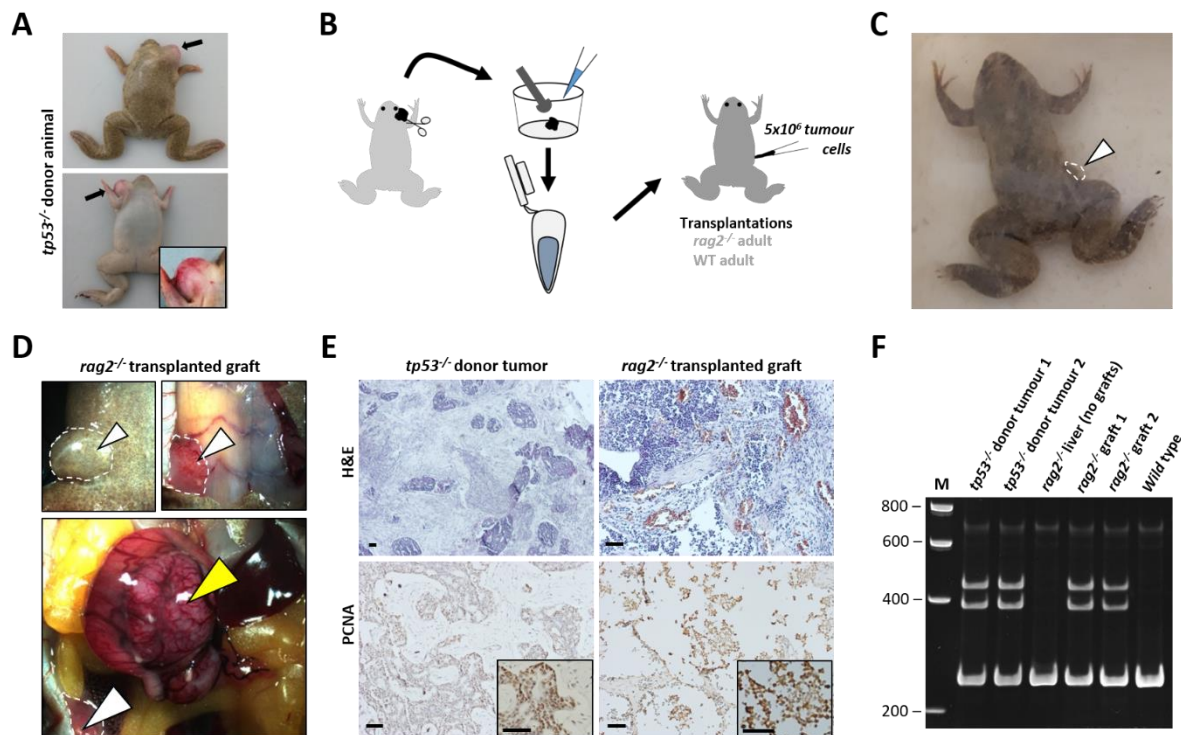 A
tp53-/- donor animal
B
5x10⁶ tumour
cells
Transplantations
rag2-/- adult
WT adult
C
D
rag2-/- transplanted graft
E
tp53-/- donor tumor
rag2-/- transplanted graft
H&E
PCNA
F
M
tp53-/- donor tumour 1
tp53-/- donor tumour 2
rag2-/- liver (no grafts)
rag2-/- graft 1
rag2-/- graft 2
Wild type
800
600
400
200